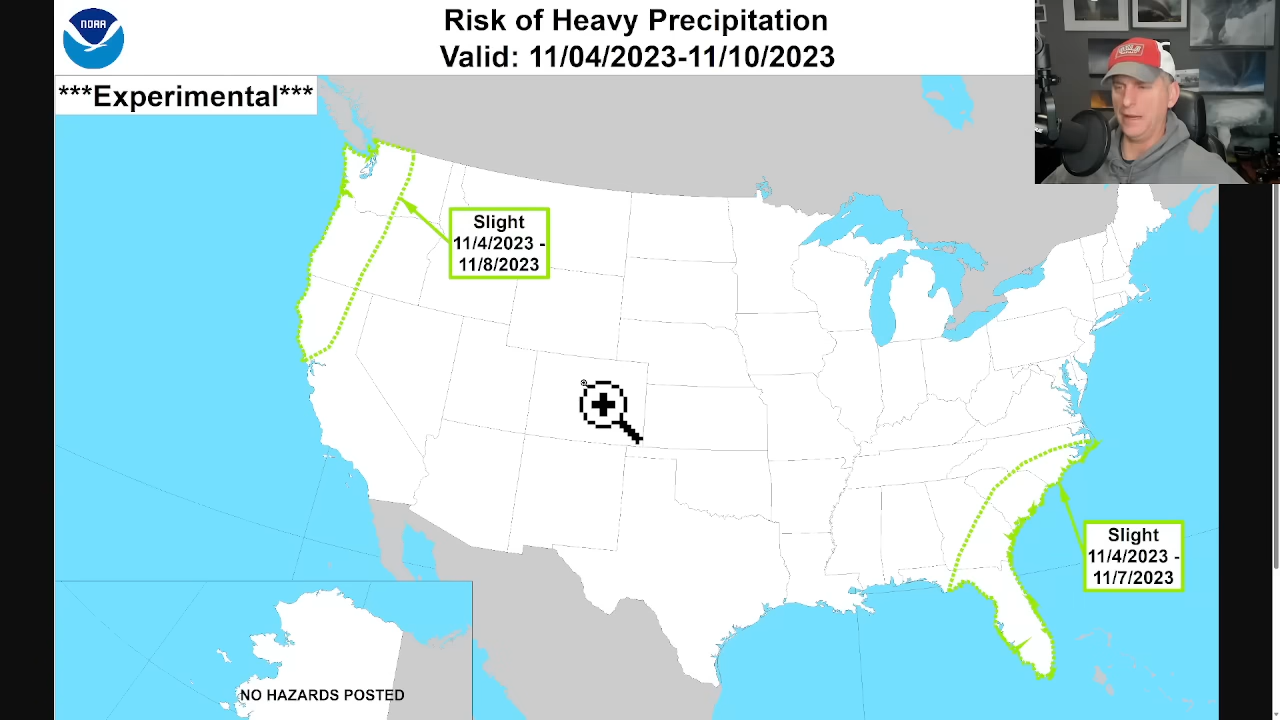 NOAA
Risk of Heavy Precipitation
Valid: 11/04/2023-11/10/2023
***Experimental***
Slight
11/4/2023 -
11/8/2023
Slight
11/4/2023 -
11/7/2023
NO HAZARDS POSTED